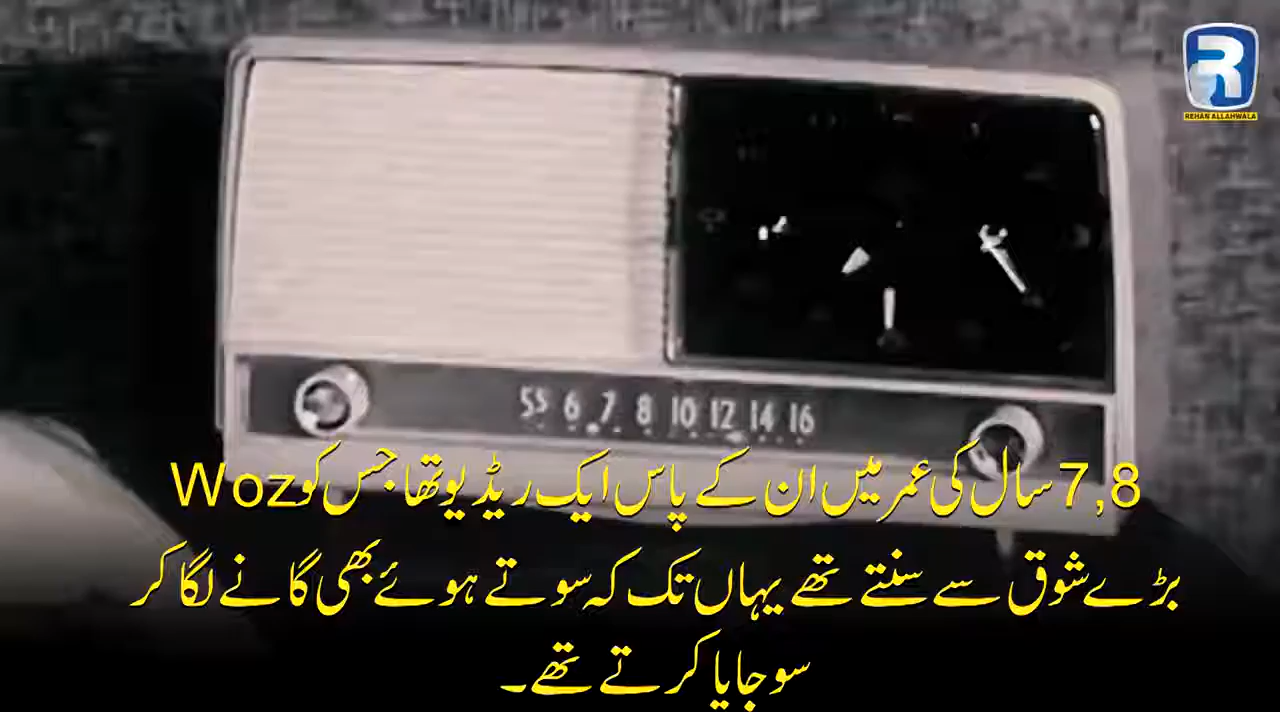 REHAN ALLAHWALA
55 6 7 8 10 12 14 16
7,8 سال کی عمر میں ان کے پاس ایک ریڈیو تھا جس کو Woz
بڑے شوق سے سنتے تھے یہاں تک کہ سوتے ہوئے بھی گانے لگا کر
سوجایا کرتے تھے۔